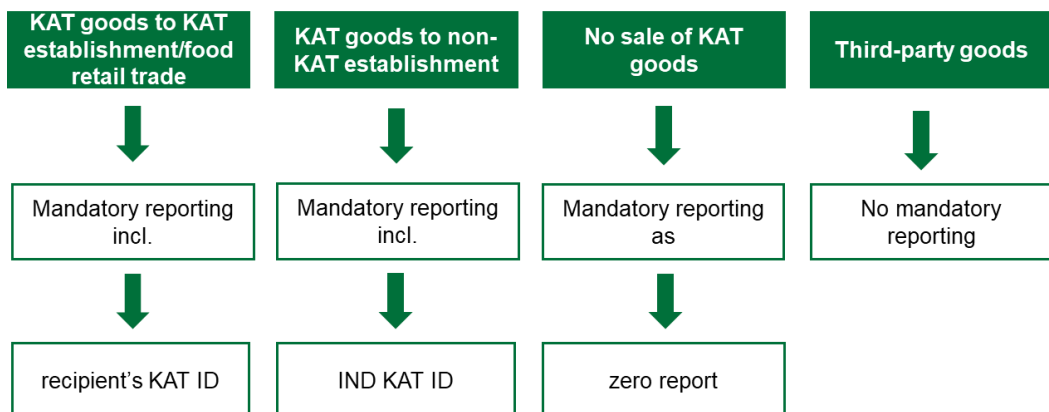 KAT goods to KAT
establishment/food
retail trade
KAT goods to non-
KAT establishment
No sale of KAT
goods
Third-party goods
Mandatory reporting
incl.
Mandatory reporting
incl.
Mandatory reporting
as
No mandatory
reporting
recipient’s KAT ID
IND KAT ID
zero report